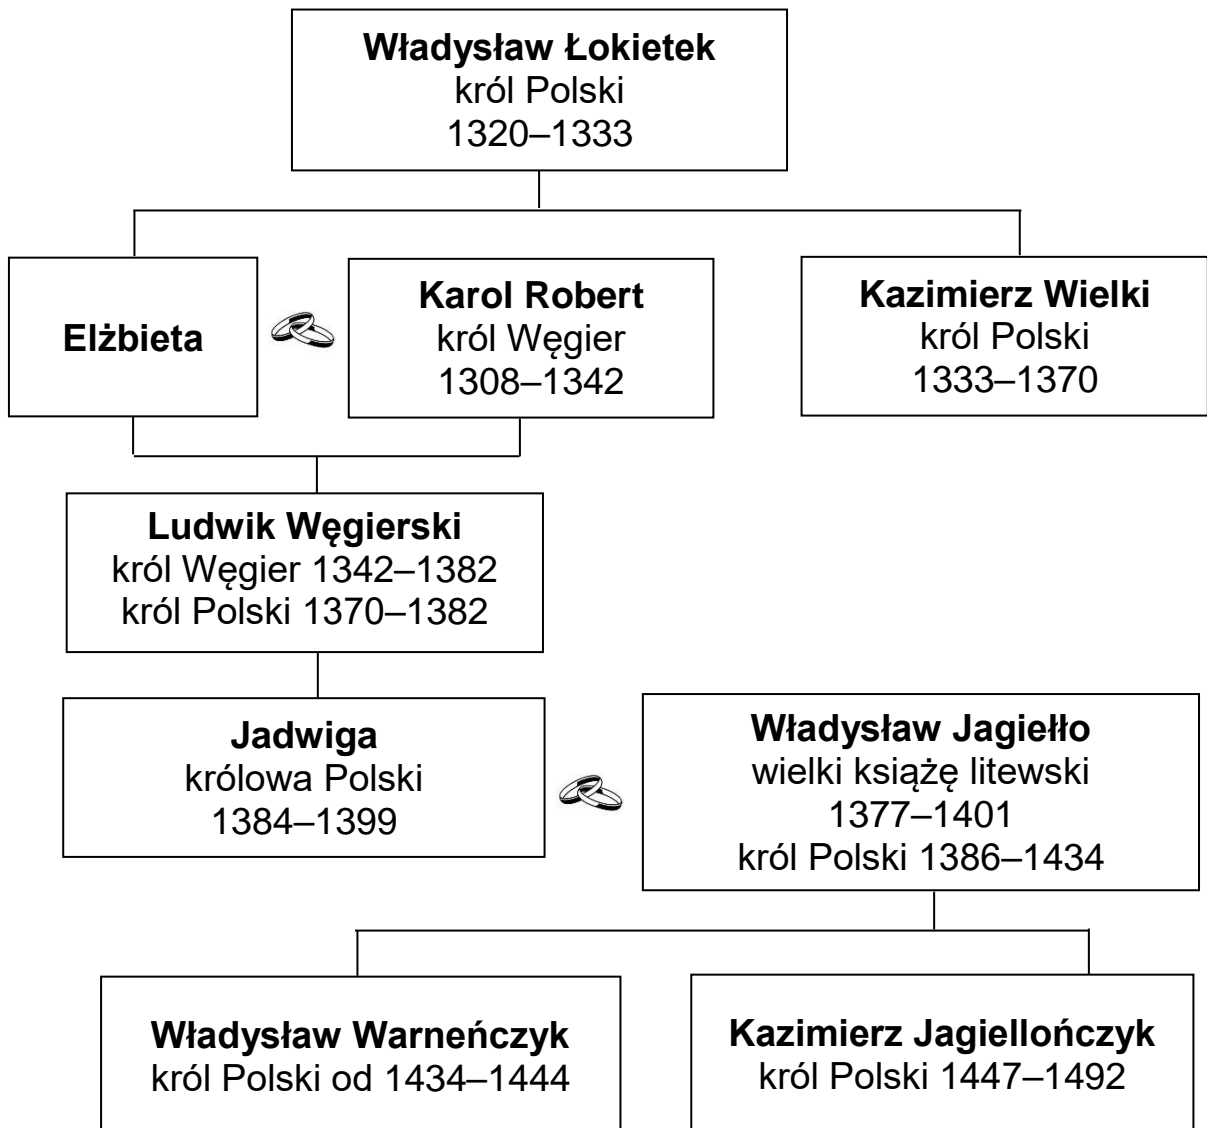 Władysław Łokietek
król Polski
1320–1333
Elżbieta
Karol Robert
król Węgier
1308–1342
Kazimierz Wielki
król Polski
1333–1370
Ludwik Węgierski
król Węgier 1342–1382
król Polski 1370–1382
Jadwiga
królowa Polski
1384–1399
Władysław Jagiełło
wielki książę litewski
1377–1401
król Polski 1386–1434
Władysław Warneńczyk
król Polski od 1434–1444
Kazimierz Jagiellończyk
król Polski 1447–1492